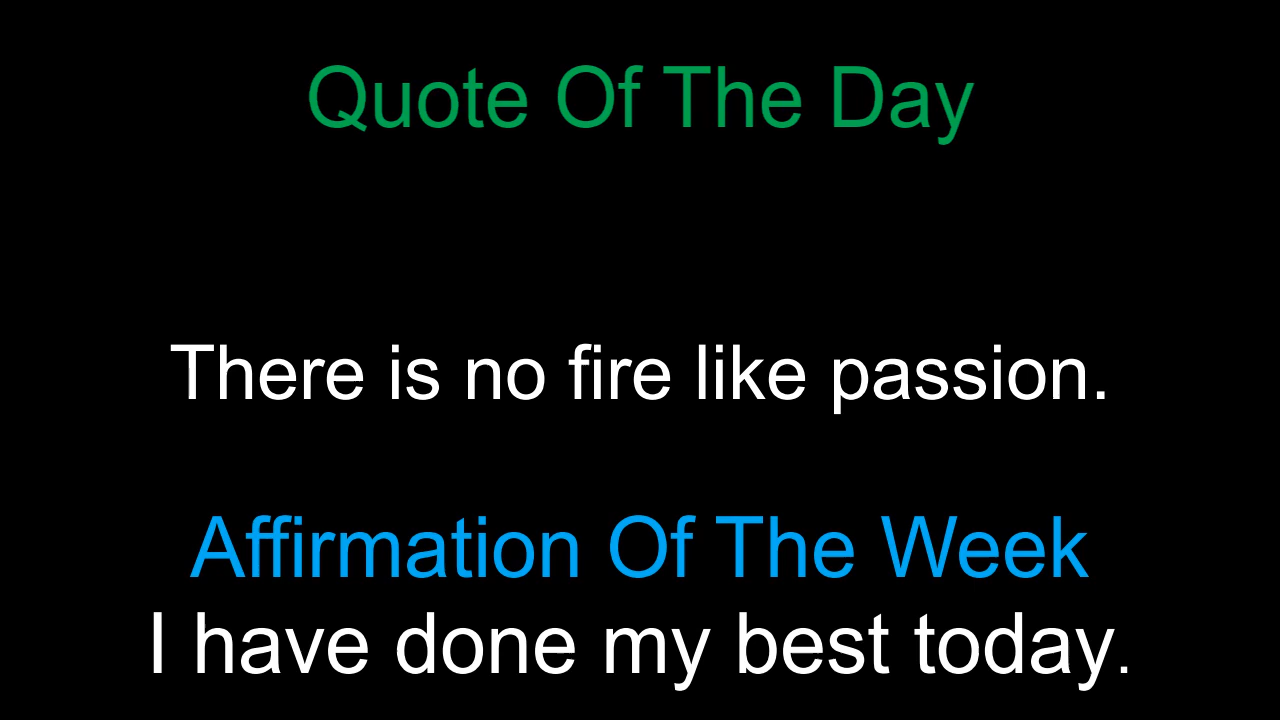 Quote Of The Day
There is no fire like passion.
Affirmation Of The Week
I have done my best today.